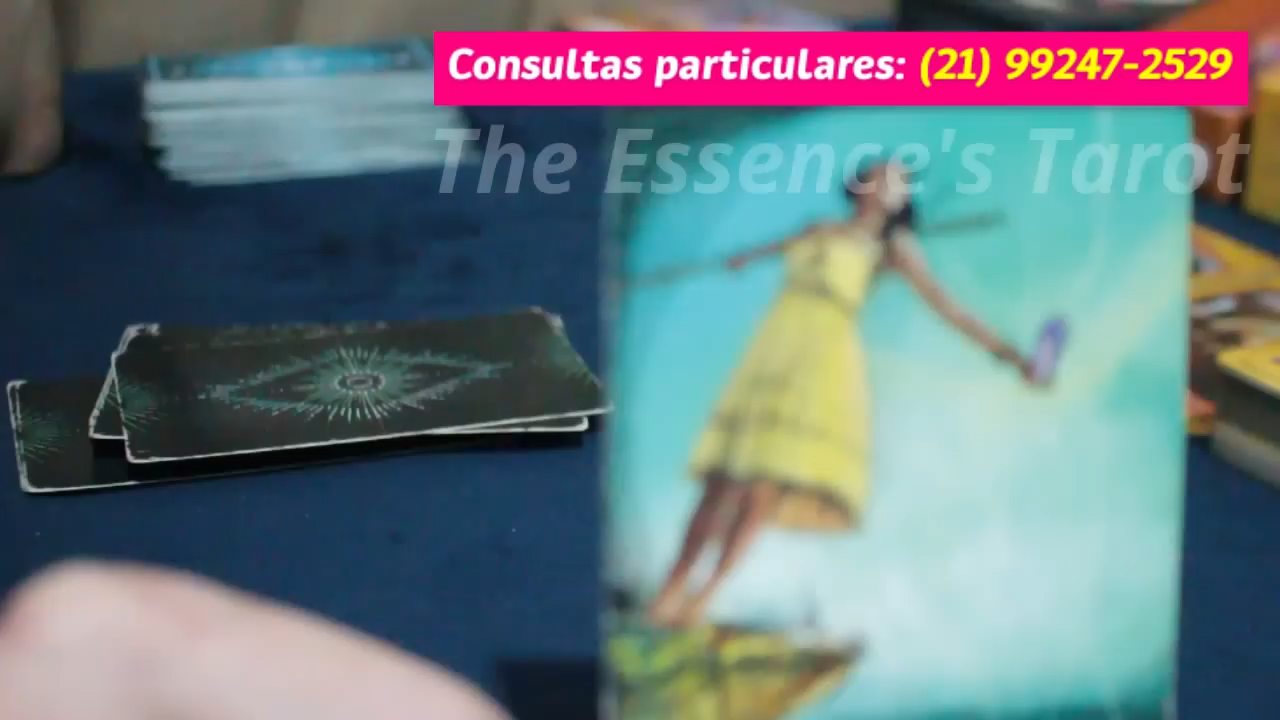 Consultas particulares: (21) 99247-2529
The Essence's Tarot